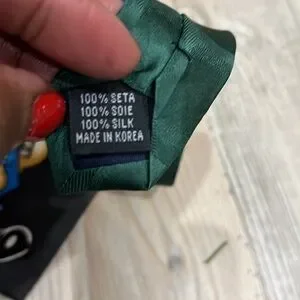 100% SETA
100% SOIE
100% SILK
MADE IN KOREA